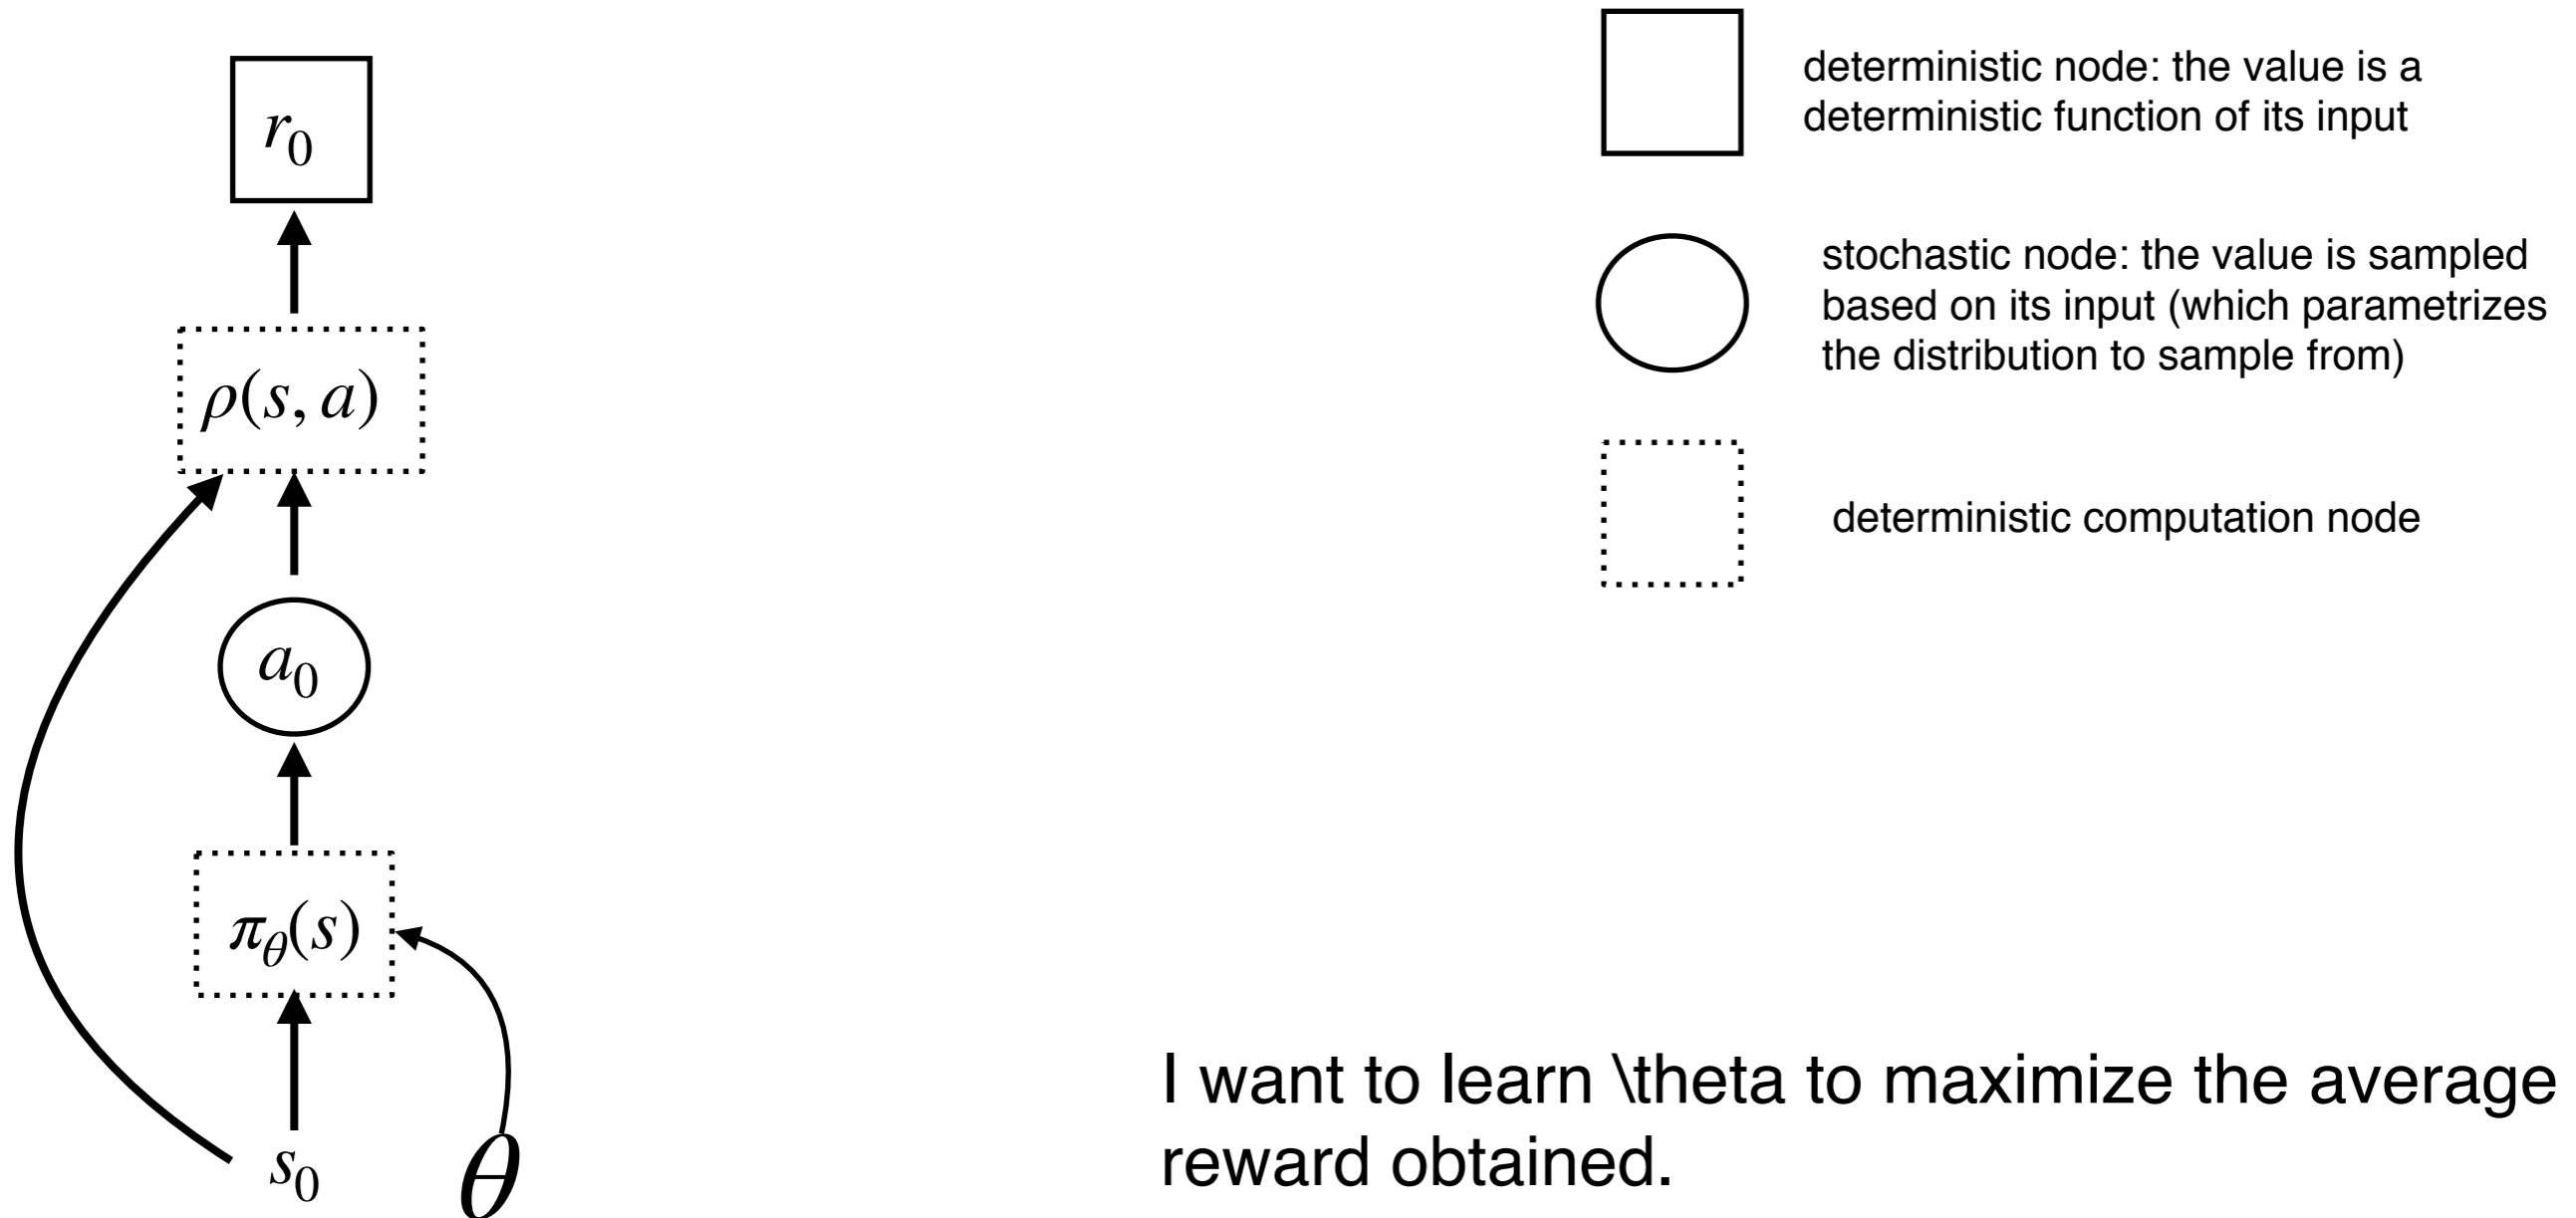 r₀
ρ(s, a)
a₀
π_θ(s)
s₀
θ
deterministic node: the value is a
deterministic function of its input
stochastic node: the value is sampled
based on its input (which parametrizes
the distribution to sample from)
deterministic computation node
I want to learn \theta to maximize the average
reward obtained.